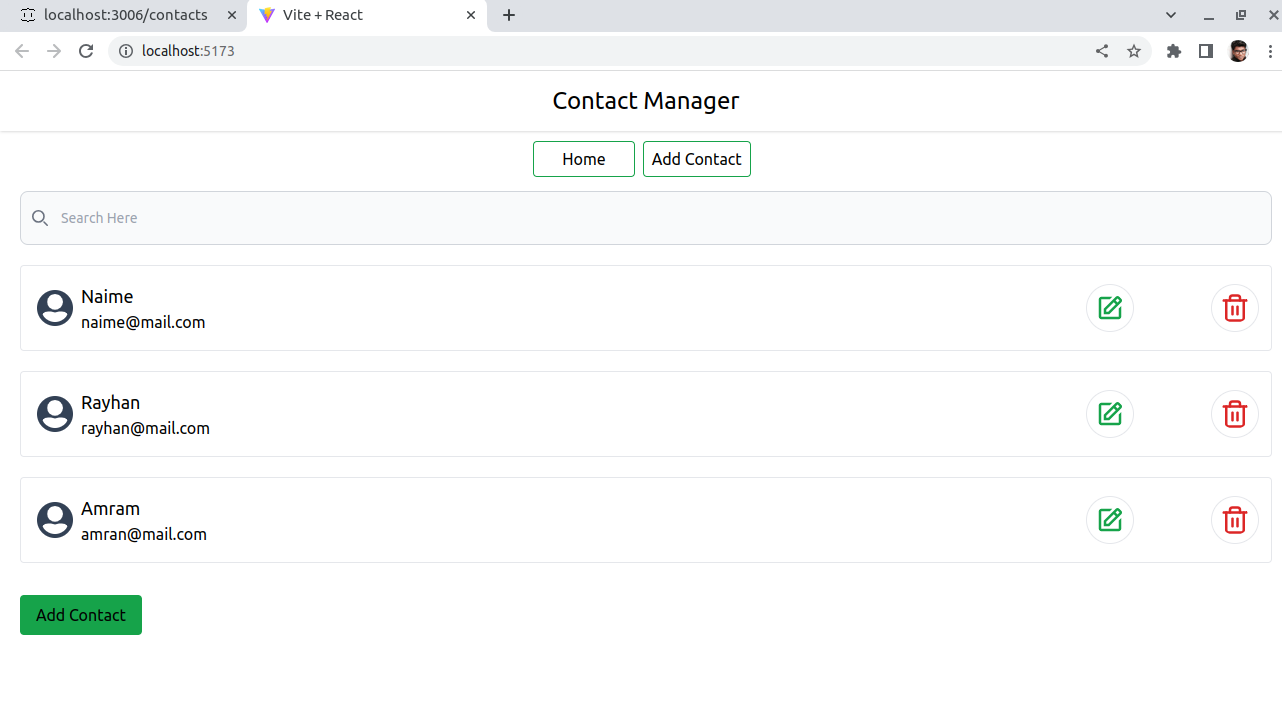 localhost:3006/contacts
Vite + React
localhost:5173
Contact Manager
Home Add Contact
Search Here
Naime
naime@mail.com
Rayhan
rayhan@mail.com
Amram
amran@mail.com
Add Contact